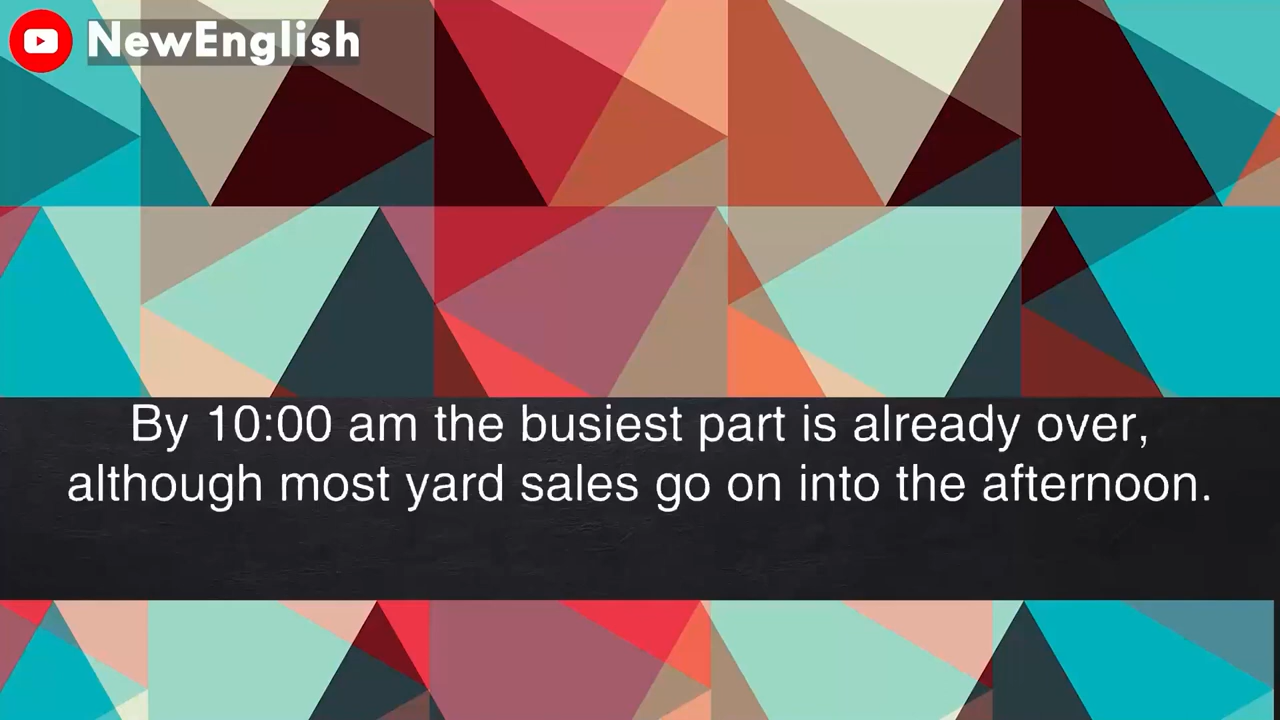 NewEnglish
By 10:00 am the busiest part is already over,
although most yard sales go on into the afternoon.